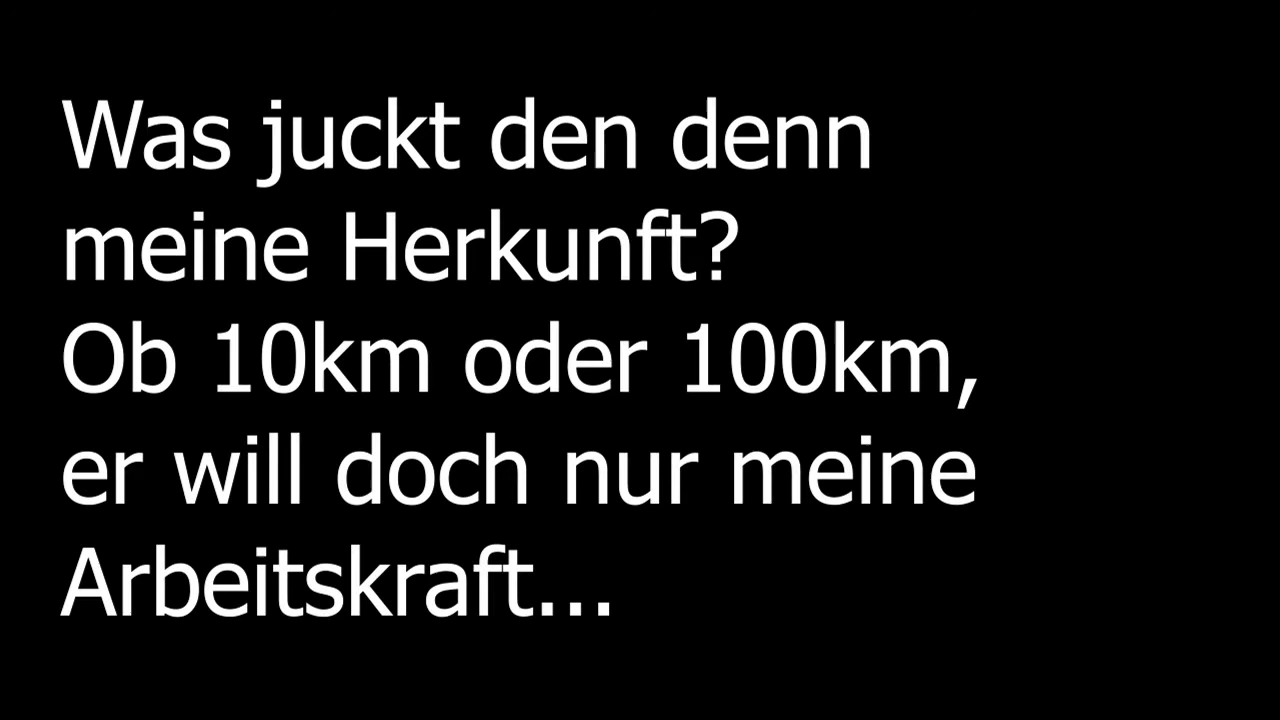 Was juckt den denn
meine Herkunft?
Ob 10km oder 100km,
er will doch nur meine
Arbeitskraft...